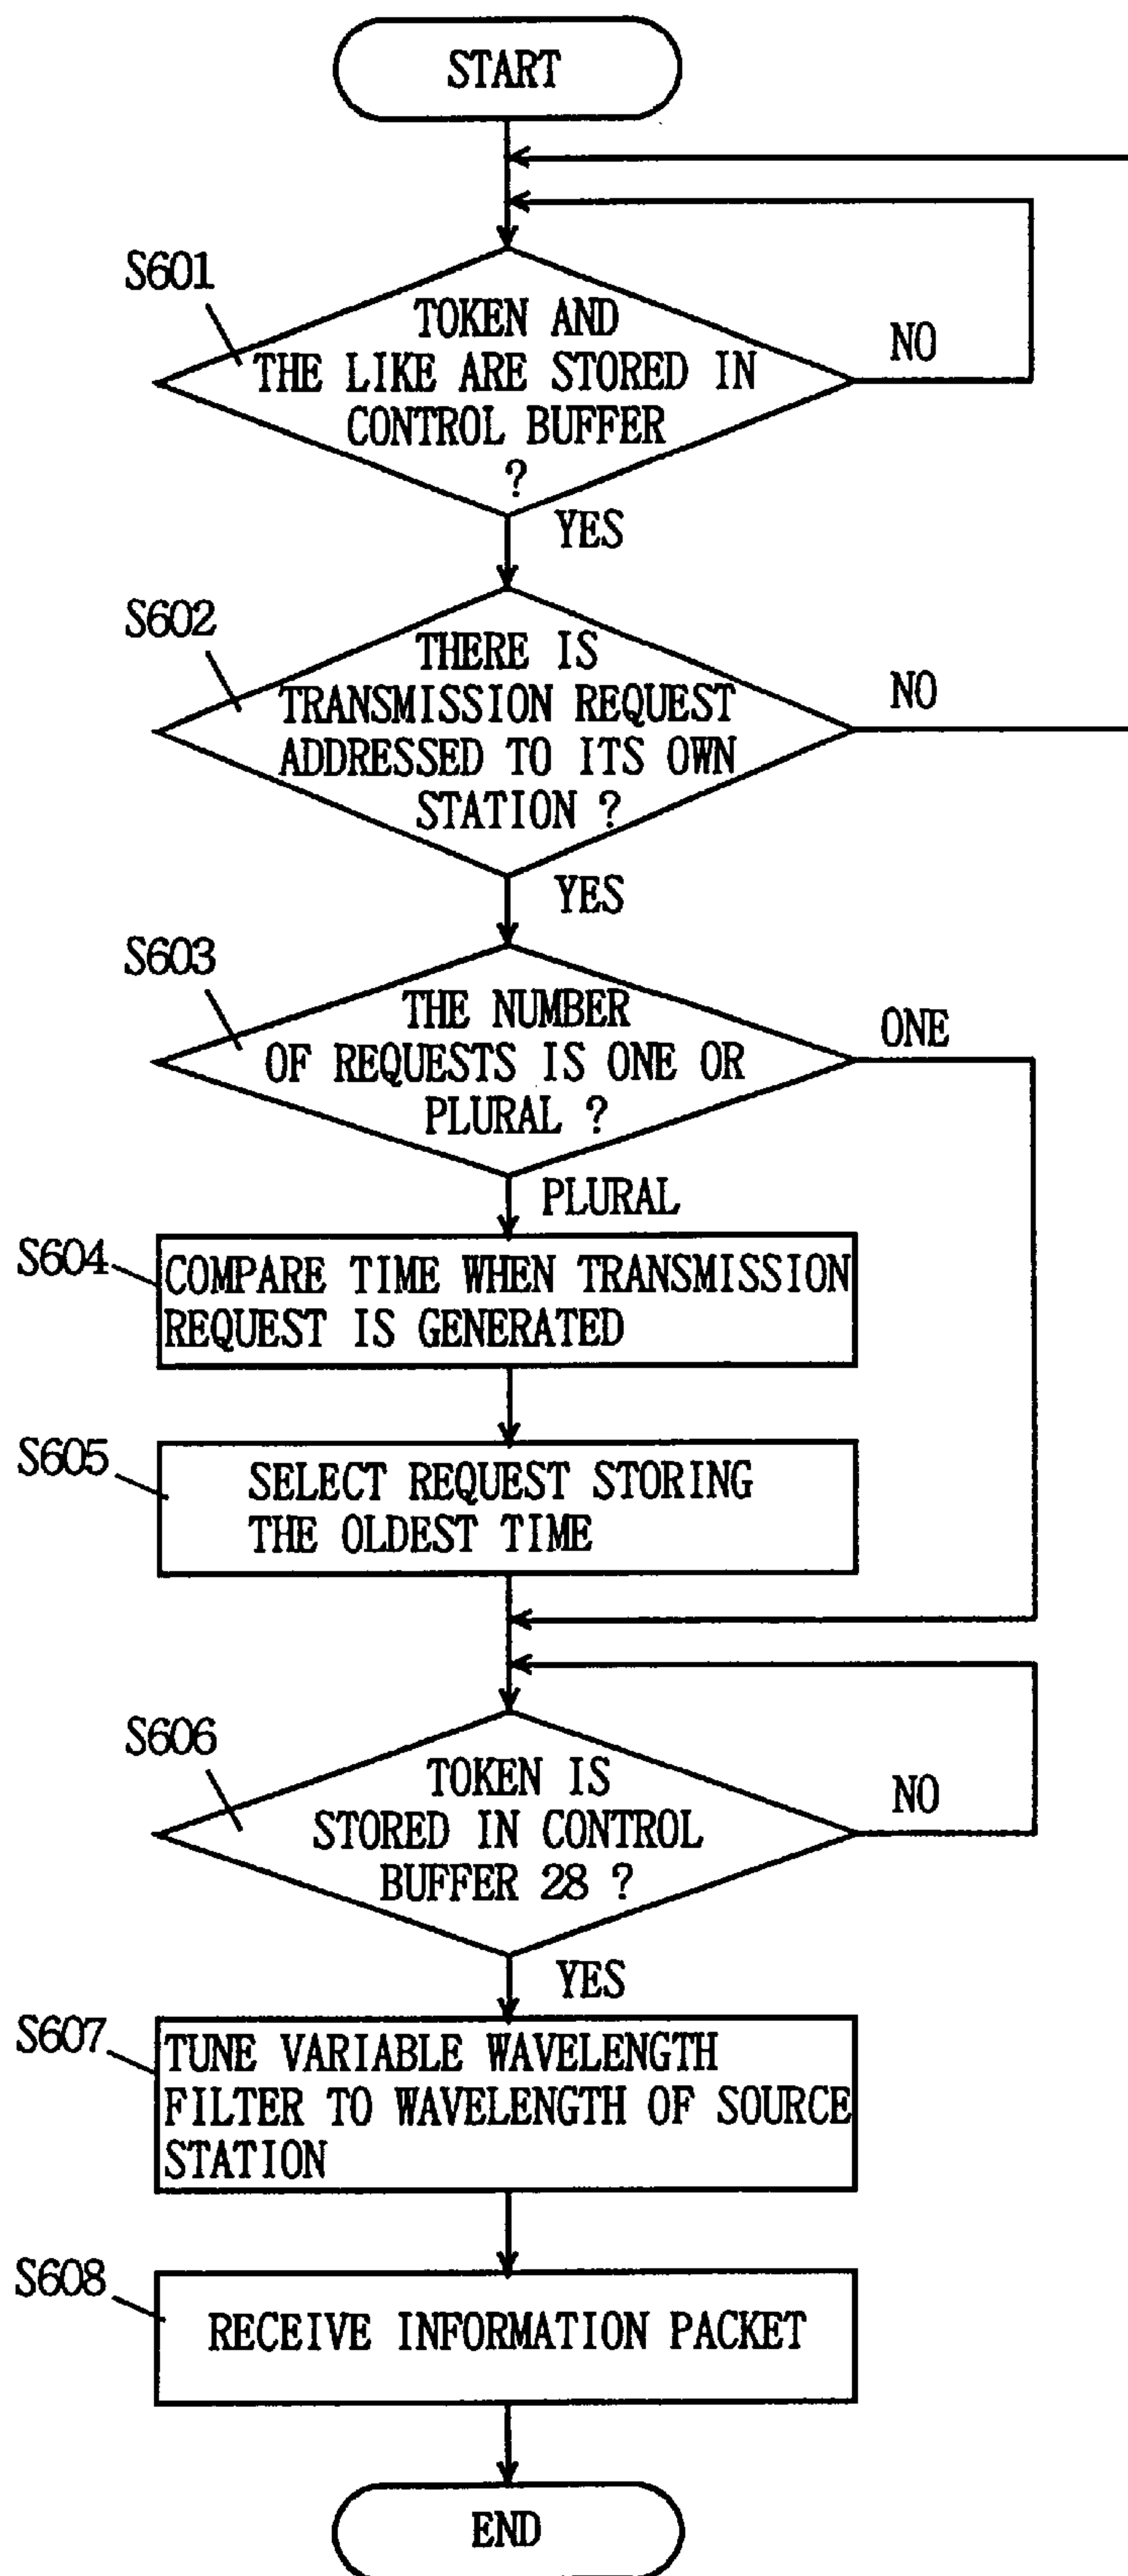 START
S601
TOKEN AND
THE LIKE ARE STORED IN
CONTROL BUFFER
?
NO
YES
S602
THERE IS
TRANSMISSION REQUEST
ADDRESSED TO ITS OWN
STATION ?
NO
YES
S603
THE NUMBER
OF REQUESTS IS ONE OR
PLURAL ?
ONE
PLURAL
S604
COMPARE TIME WHEN TRANSMISSION
REQUEST IS GENERATED
S605
SELECT REQUEST STORING
THE OLDEST TIME
S606
TOKEN IS
STORED IN CONTROL
BUFFER 28 ?
NO
YES
S607
TUNE VARIABLE WAVELENGTH
FILTER TO WAVELENGTH OF SOURCE
STATION
S608
RECEIVE INFORMATION PACKET
END